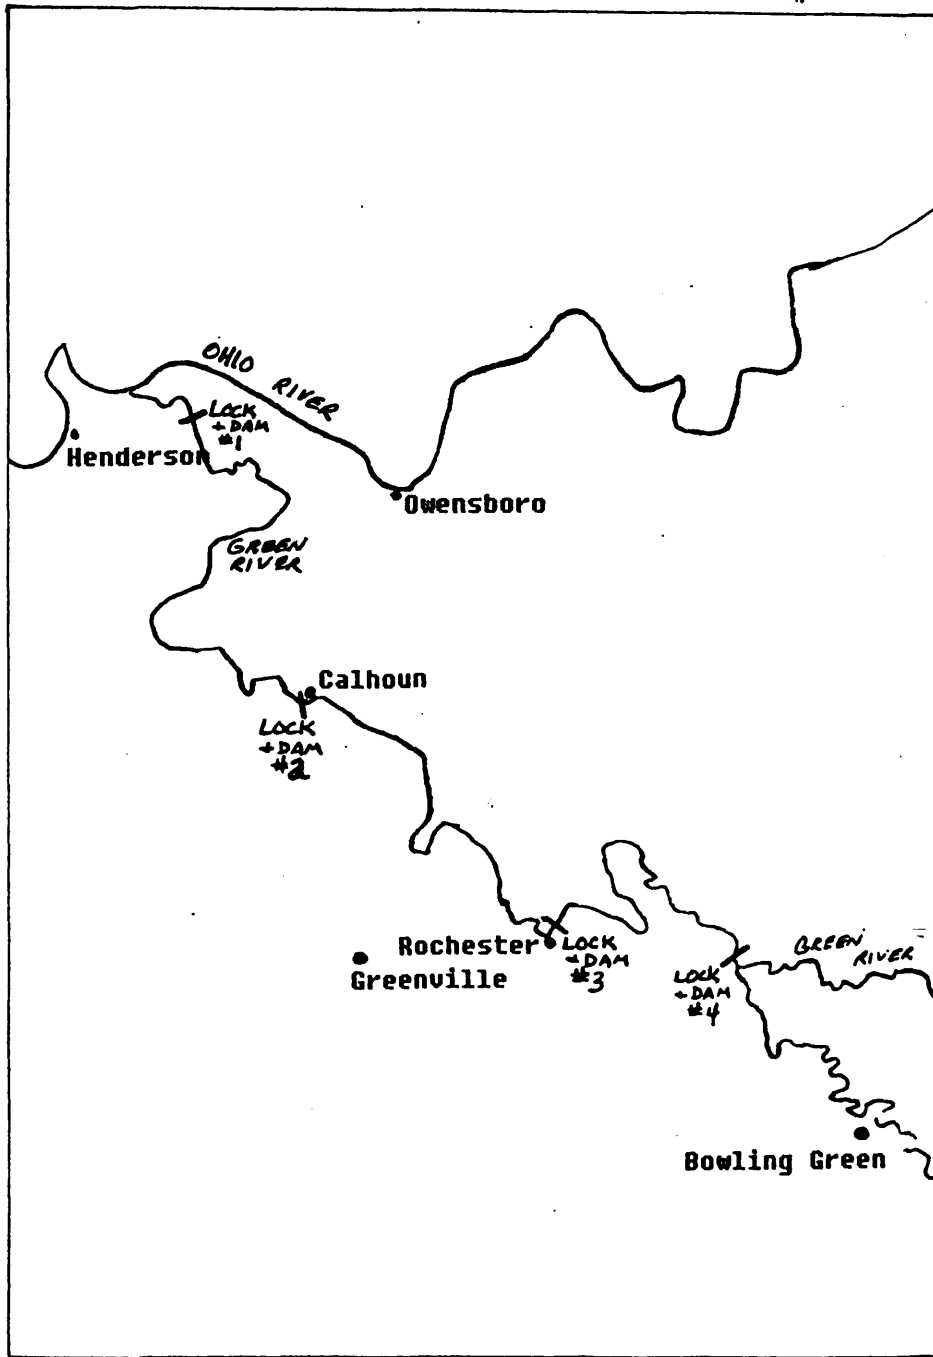 OHIO RIVER
LOCK
+ DAM
#1
Henderson
Owensboro
GREEN
RIVER
Calhoun
LOCK
+ DAM
#2
Rochester
LOCK
+ DAM
#3
Greenville
GREEN RIVER
LOCK
+ DAM
#4
Bowling Green